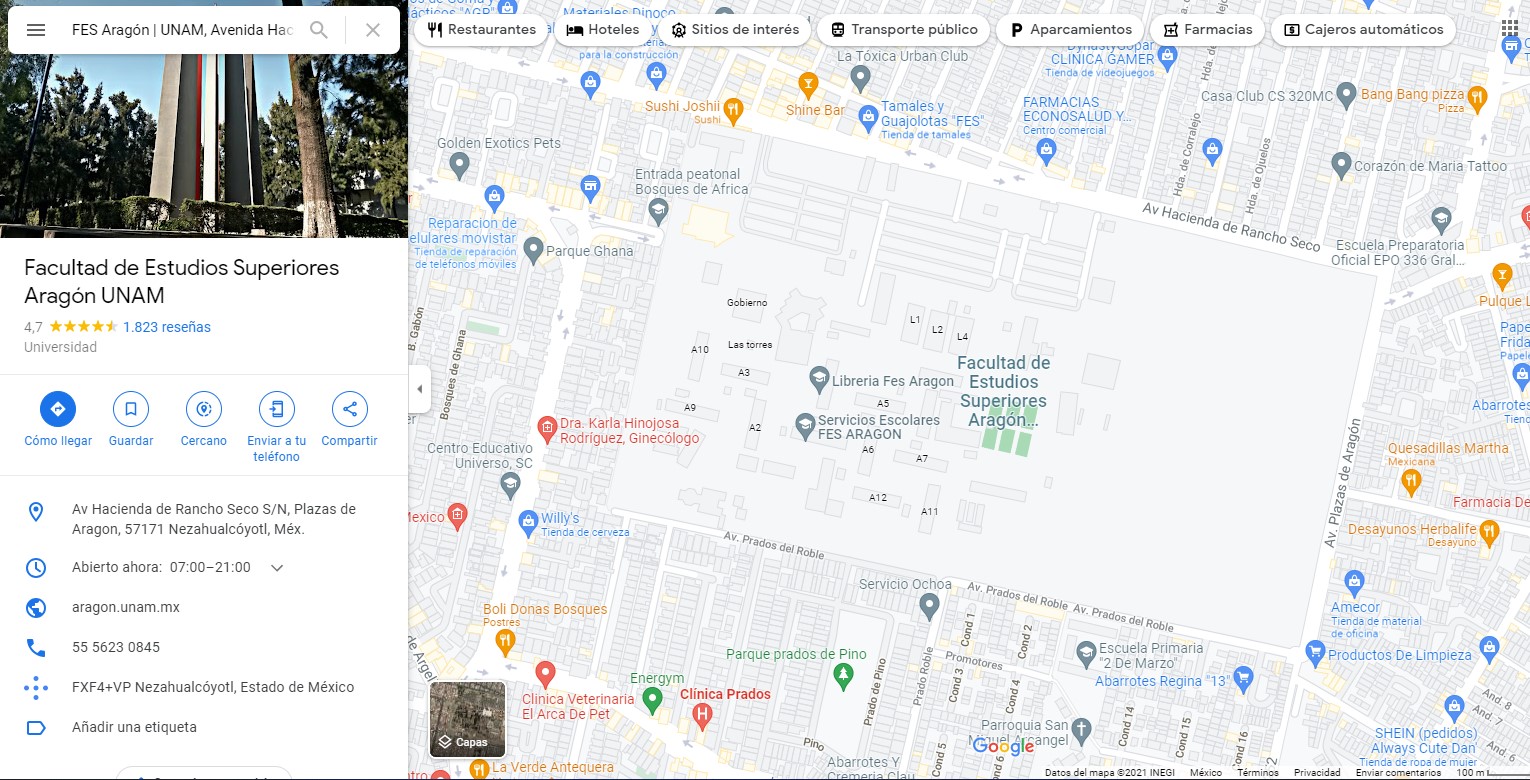 FES Aragón | UNAM, Avenida Hac
Facultad de Estudios Superiores
Aragón UNAM
4,7
1.823 reseñas
Universidad
Cómo llegar
Guardar
Cercano
Enviar a tu
teléfono
Compartir
Av Hacienda de Rancho Seco S/N, Plazas de
Aragon, 57171 Nezahualcóyotl, Méx.
Abierto ahora: 07:00–21:00
aragon.unam.mx
55 5623 0845
FXF4+VP Nezahualcóyotl, Estado de México
Añadir una etiqueta
Restaurantes
Hoteles
Sitios de interés
Transporte público
Aparcamientos
Farmacias
Cajeros automáticos
Materiales Dinoco
para la construcción
La Tóxica Urban Club
CLINICA GAMER
Tienda de videojuegos
Sushi Joshii
Sushi
Shine Bar
Tamales y
Guajolotas "FES"
Tienda de tamales
FARMACIAS
ECONOSALUD Y...
Centro comercial
Casa Club CS 320MC
Bang Bang pizza
Pizza
Hda. de Corralejo
Hda. de Ojuelos
Corazón de Maria Tattoo
Golden Exotics Pets
Entrada peatonal
Bosques de Africa
Av Hacienda de Rancho Seco
Escuela Preparatoria
Oficial EPO 336 Gral...
Reparacion de
elulares movistar
Tienda de reparación
de teléfonos móviles
Parque Ghana
Pulque L
B. Gabón
Bosques de Ghana
Gobierno
Las torres
L1
L2
L4
A10
A3
A9
A2
A5
A6
A7
A12
A11
Libreria Fes Aragon
Servicios Escolares
FES ARAGON
Facultad de
Estudios
Superiores
Aragón...
Pape
Frida
Papele
Abarrotes
Dra. Karla Hinojosa
Rodríguez, Ginecólogo
Centro Educativo
Universo, SC
Mexico
Willy's
Tienda de cerveza
Av. Plazas de Aragón
Quesadillas Martha
Mexicana
Farmacia De
Desayunos Herbalife
Desayuno
Av. Prados del Roble
Av. Prados del Roble
Av. Prados del Roble
Servicio Ochoa
Boli Donas Bosques
Postres
Amecor
Tienda de material
de oficina
Parque prados de Pino
Escuela Primaria
"2 De Marzo"
Productos De Limpieza
Abarrotes Regina "13"
Promotores
Cond 1
Cond 2
Cond 3
Cond 4
Cond 5
Cond 14
Cond 15
Cond 16
Prado Roble
Prado de Pino
Pino
Energym
Clínica Prados
Clinica Veterinaria
El Arca De Pet
La Verde Antequera
Parroquia San
Miguel Arcángel
Abarrotes Y
Cremeria Clau
And. 8
And. 7
SHEIN (pedidos)
Always Cute Dan
Tienda de ropa de mujer
Capas
Google
Datos del mapa ©2021 INEGI
México
Términos
Privacidad
Enviar comentarios
100 m